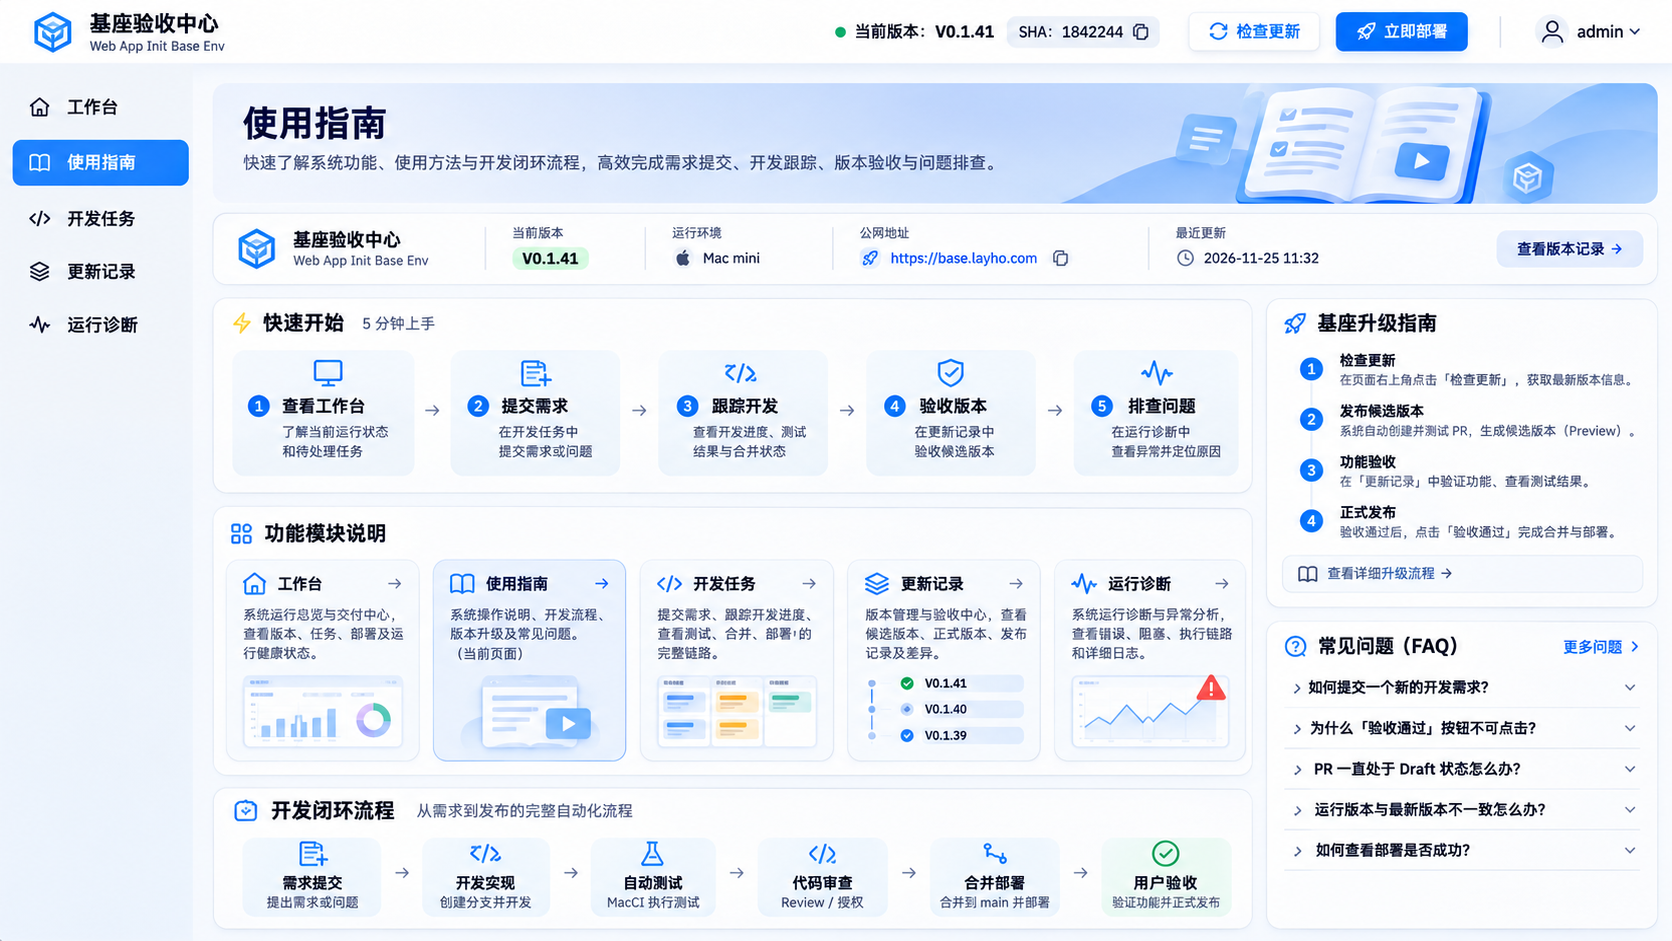 基座验收中心
Web App Init Base Env
当前版本： V0.1.41
SHA: 1842244
检查更新
立即部署
admin
工作台
使用指南
开发任务
更新记录
运行诊断
使用指南
快速了解系统功能、使用方法与开发闭环流程，高效完成需求提交、开发跟踪、版本验收与问题排查。
基座验收中心
Web App Init Base Env
当前版本
V0.1.41
运行环境
Mac mini
公网地址
https://base.layho.com
最近更新
2026-11-25 11:32
查看版本记录 →
快速开始 5 分钟上手
1 查看工作台
了解当前运行状态
和待处理任务
→
2 提交需求
在开发任务中
提交需求或问题
→
3 跟踪开发
查看开发进度、测试
结果与合并状态
→
4 验收版本
在更新记录中
验收候选版本
→
5 排查问题
在运行诊断中
查看异常并定位原因
功能模块说明
工作台 →
系统运行总览与交付中心，
查看版本、任务、部署及运
行健康状态。
使用指南 →
系统操作说明、开发流程、
版本升级及常见问题。
（当前页面）
开发任务 →
提交需求、跟踪开发进度、
查看测试、合并、部署的
完整链路。
更新记录 →
版本管理与验收中心，查看
候选版本、正式版本、发布
记录及差异。
V0.1.41
V0.1.40
V0.1.39
运行诊断 →
系统运行诊断与异常分析，
查看错误、阻塞、执行链路
和详细日志。
开发闭环流程 从需求到发布的完整自动化流程
需求提交
提出需求或问题
→
开发实现
创建分支并开发
→
自动测试
MacCI 执行测试
→
代码审查
Review / 授权
→
合并部署
合并到 main 并部署
→
用户验收
验证功能并正式发布
基座升级指南
1 检查更新
在页面右上角点击「检查更新」，获取最新版本信息。
2 发布候选版本
系统自动创建并测试 PR，生成候选版本（Preview）。
3 功能验收
在「更新记录」中验证功能、查看测试结果。
4 正式发布
验收通过后，点击「验收通过」完成合并与部署。
查看详细升级流程 →
常见问题（FAQ）
更多问题 >
如何提交一个新的开发需求？
为什么「验收通过」按钮不可点击？
PR 一直处于 Draft 状态怎么办？
运行版本与最新版本不一致怎么办？
如何查看部署是否成功？